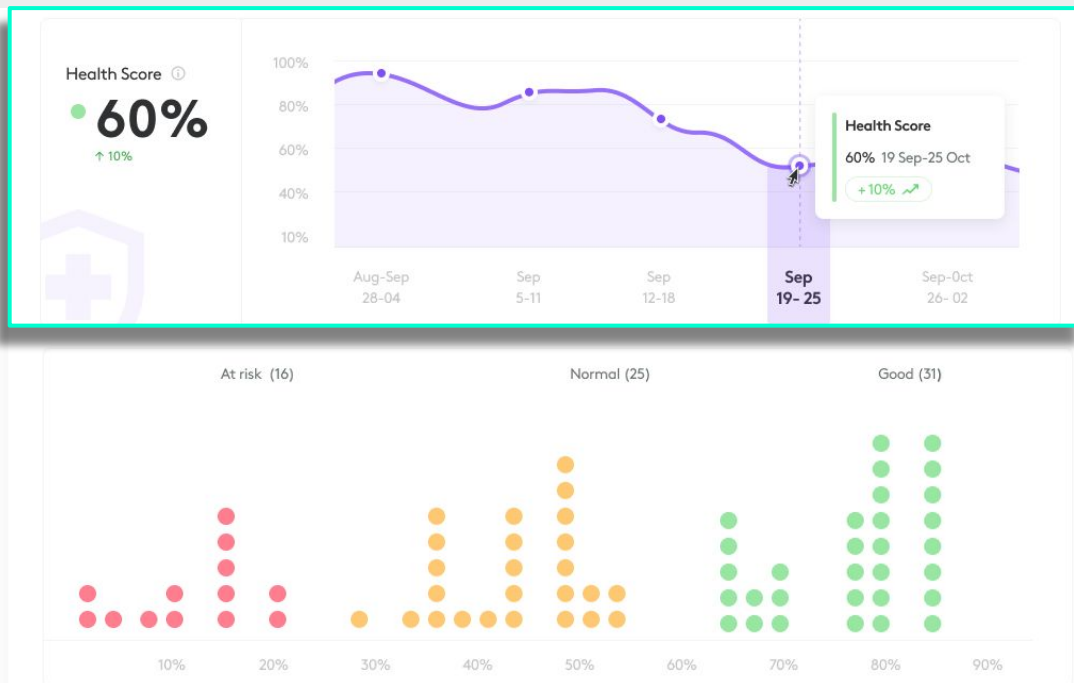 Health Score
60%
↑ 10%
100%
80%
60%
40%
10%
Health Score
60% 19 Sep-25 Oct
+10%
Aug-Sep
28-04
Sep
5-11
Sep
12-18
Sep
19- 25
Sep-Oct
26- 02
At risk (16)
Normal (25)
Good (31)
10%
20%
30%
40%
50%
60%
70%
80%
90%